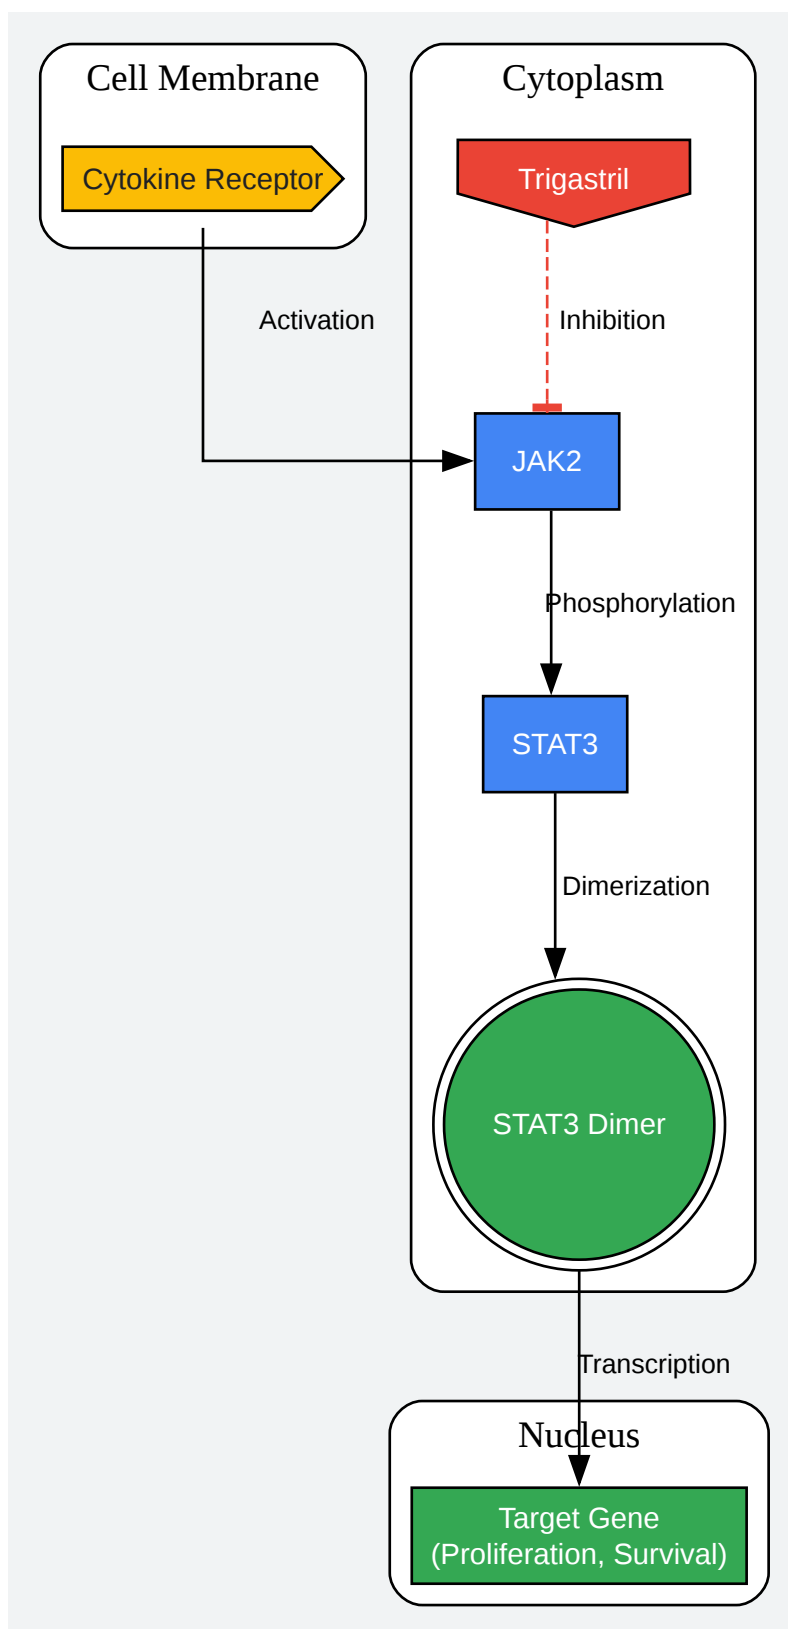 Cell Membrane
Cytokine Receptor
Cytoplasm
Trigastril
Activation
Inhibition
JAK2
Phosphorylation
STAT3
Dimerization
STAT3 Dimer
Transcription
Nucleus
Target Gene
(Proliferation, Survival)